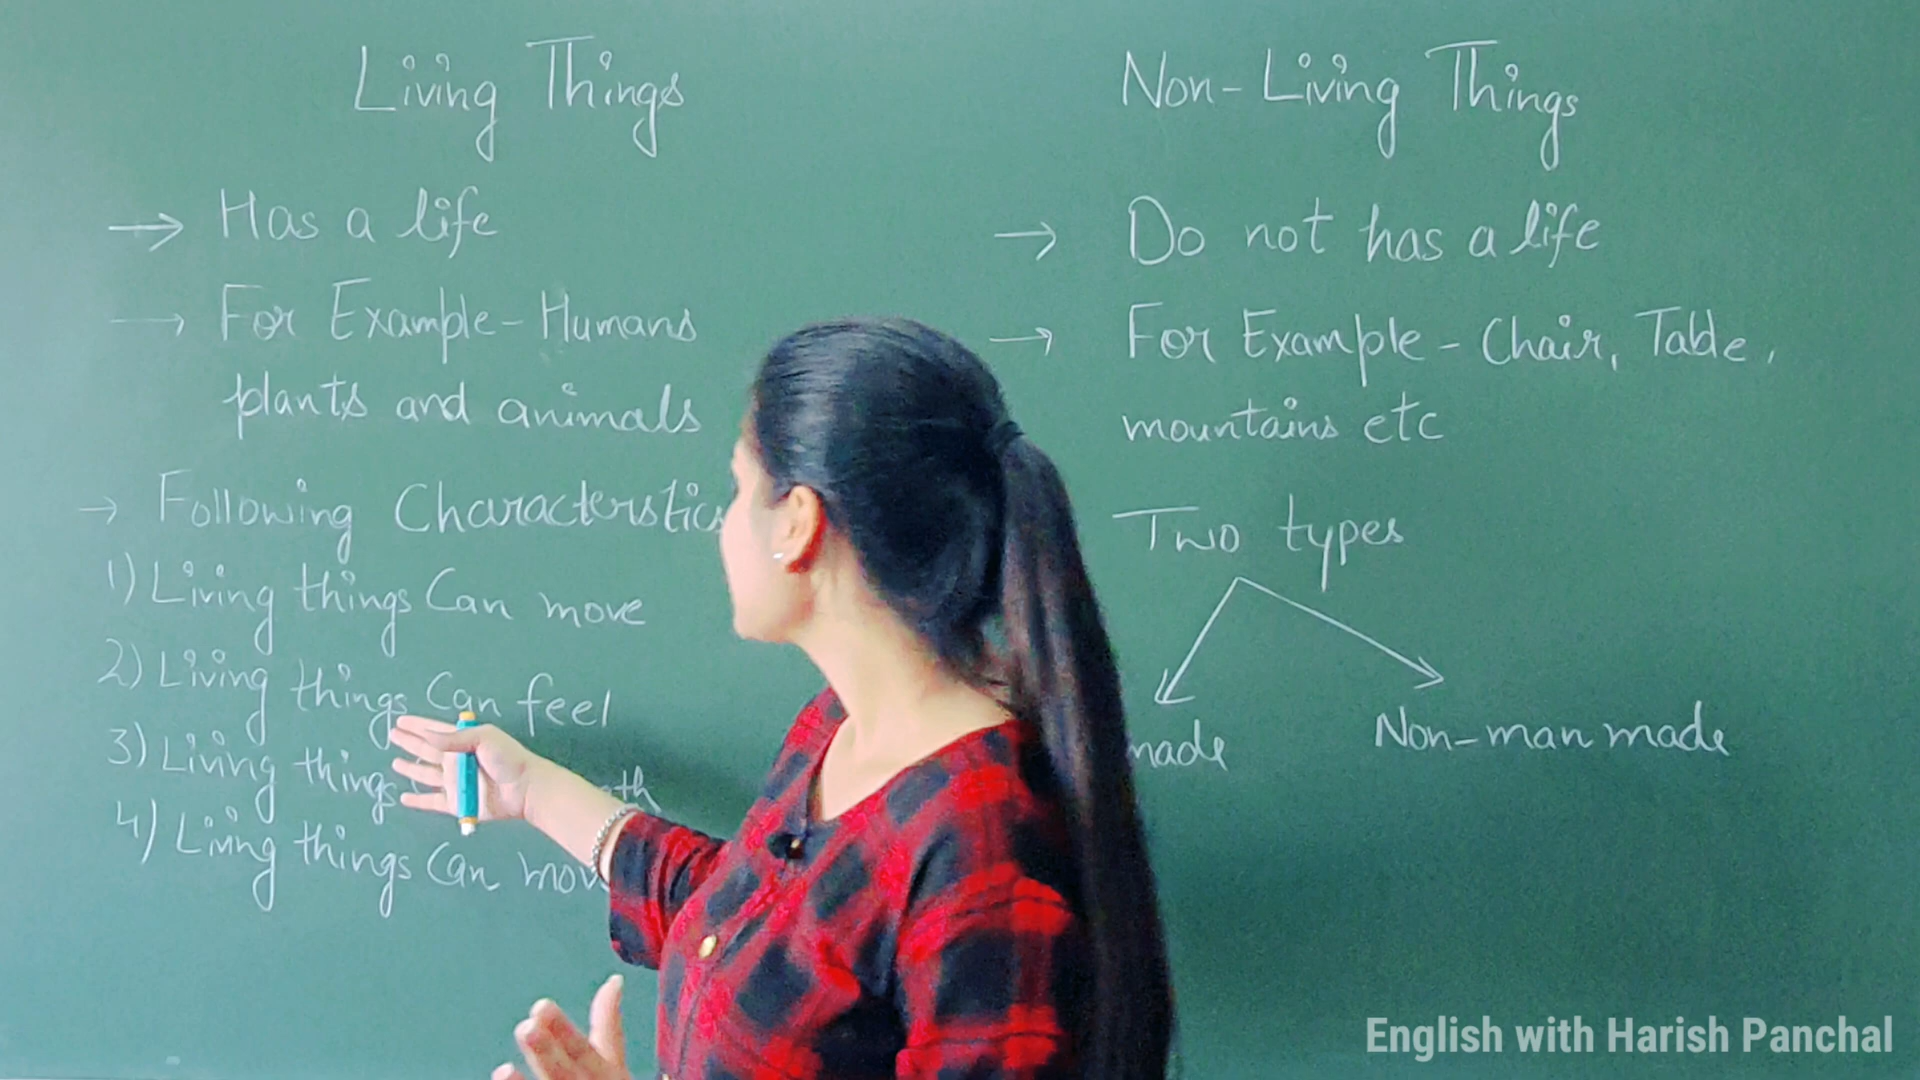 Living Things
→ Has a life
→ For Example - Humans
plants and animals
→ Following Characterstics
1) Living things Can move
2) Living things Can feel
3) Living things
4) Living things Can
Non-Living Things
→ Do not has a life
→ For Example - Chair, Table,
mountains etc
Two types
made
Non-man made
English with Harish Panchal